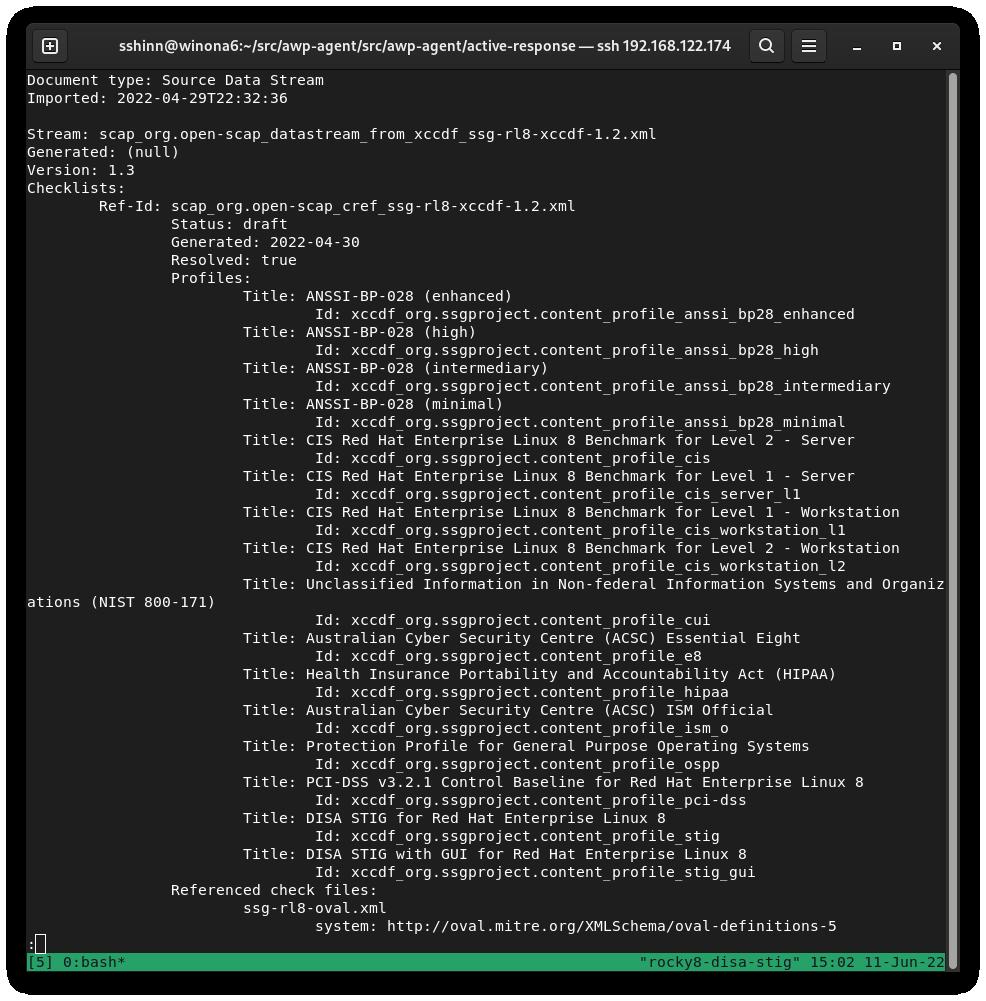 sshinn@winona6:~/src/awp-agent/src/awp-agent/active-response — ssh 192.168.122.174
Document type: Source Data Stream
Imported: 2022-04-29T22:32:36
Stream: scap_org.open-scap_datastream_from_xccdf_ssg-rl8-xccdf-1.2.xml
Generated: (null)
Version: 1.3
Checklists:
Ref-Id: scap_org.open-scap_cref_ssg-rl8-xccdf-1.2.xml
Status: draft
Generated: 2022-04-30
Resolved: true
Profiles:
Title: ANSSI-BP-028 (enhanced)
Id: xccdf_org.ssgproject.content_profile_anssi_bp28_enhanced
Title: ANSSI-BP-028 (high)
Id: xccdf_org.ssgproject.content_profile_anssi_bp28_high
Title: ANSSI-BP-028 (intermediary)
Id: xccdf_org.ssgproject.content_profile_anssi_bp28_intermediary
Title: ANSSI-BP-028 (minimal)
Id: xccdf_org.ssgproject.content_profile_anssi_bp28_minimal
Title: CIS Red Hat Enterprise Linux 8 Benchmark for Level 2 - Server
Id: xccdf_org.ssgproject.content_profile_cis
Title: CIS Red Hat Enterprise Linux 8 Benchmark for Level 1 - Server
Id: xccdf_org.ssgproject.content_profile_cis_server_l1
Title: CIS Red Hat Enterprise Linux 8 Benchmark for Level 1 - Workstation
Id: xccdf_org.ssgproject.content_profile_cis_workstation_l1
Title: CIS Red Hat Enterprise Linux 8 Benchmark for Level 2 - Workstation
Id: xccdf_org.ssgproject.content_profile_cis_workstation_l2
Title: Unclassified Information in Non-federal Information Systems and Organiz
ations (NIST 800-171)
Id: xccdf_org.ssgproject.content_profile_cui
Title: Australian Cyber Security Centre (ACSC) Essential Eight
Id: xccdf_org.ssgproject.content_profile_e8
Title: Health Insurance Portability and Accountability Act (HIPAA)
Id: xccdf_org.ssgproject.content_profile_hipaa
Title: Australian Cyber Security Centre (ACSC) ISM Official
Id: xccdf_org.ssgproject.content_profile_ism_o
Title: Protection Profile for General Purpose Operating Systems
Id: xccdf_org.ssgproject.content_profile_ospp
Title: PCI-DSS v3.2.1 Control Baseline for Red Hat Enterprise Linux 8
Id: xccdf_org.ssgproject.content_profile_pci-dss
Title: DISA STIG for Red Hat Enterprise Linux 8
Id: xccdf_org.ssgproject.content_profile_stig
Title: DISA STIG with GUI for Red Hat Enterprise Linux 8
Id: xccdf_org.ssgproject.content_profile_stig_gui
Referenced check files:
ssg-rl8-oval.xml
system: http://oval.mitre.org/XMLSchema/oval-definitions-5
:
[5] 0:bash* "rocky8-disa-stig" 15:02 11-Jun-22